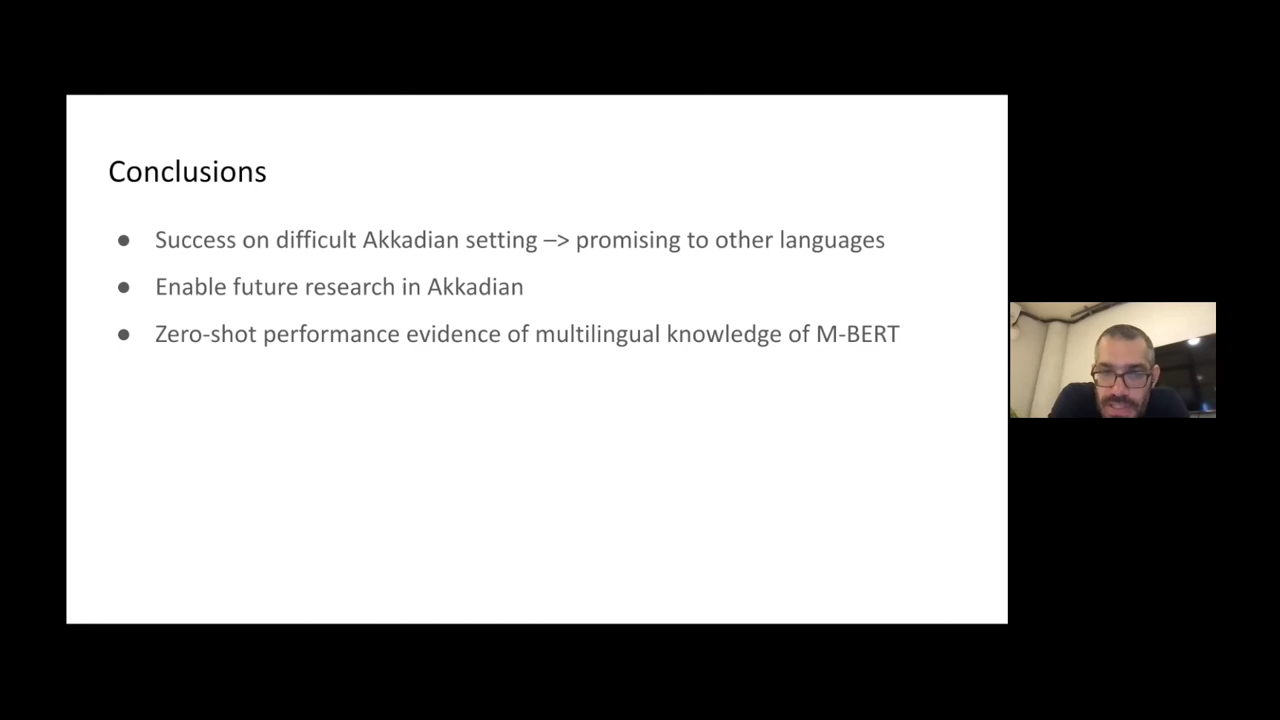 Conclusions
● Success on difficult Akkadian setting –> promising to other languages
● Enable future research in Akkadian
● Zero-shot performance evidence of multilingual knowledge of M-BERT